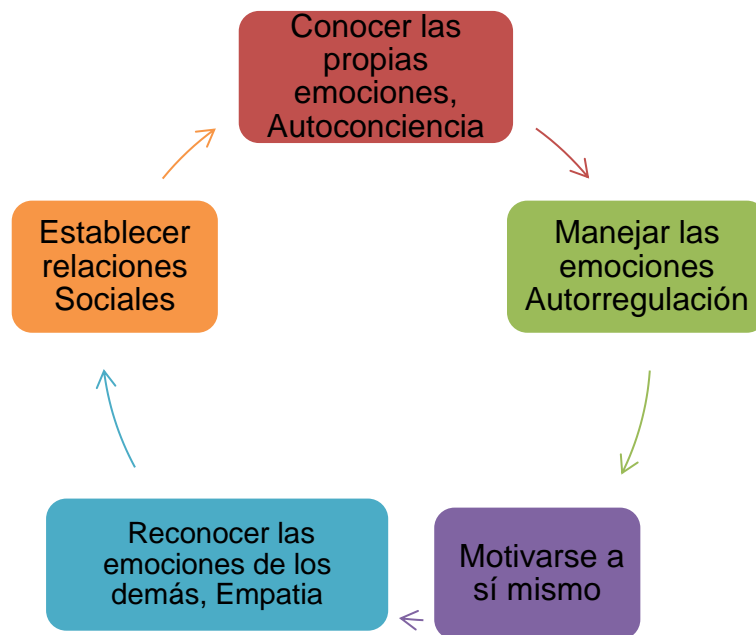 Conocer las
propias
emociones,
Autoconciencia
Manejar las
emociones
Autorregulación
Motivarse a
sí mismo
Reconocer las
emociones de los
demás, Empatia
Establecer
relaciones
Sociales